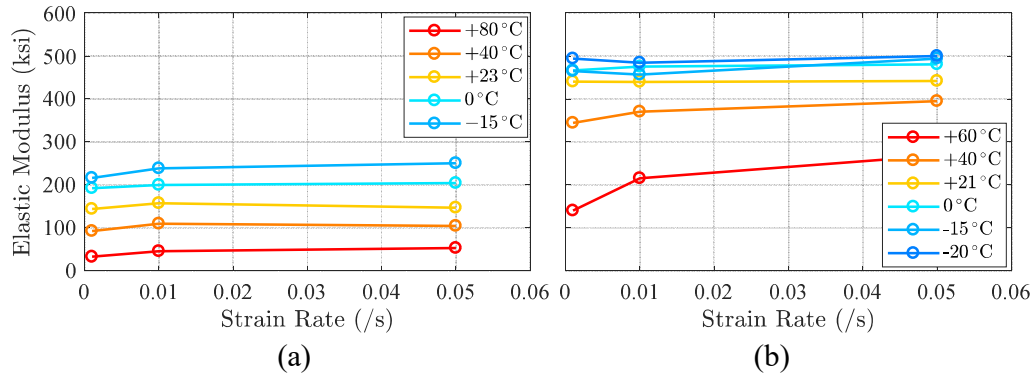 Elastic Modulus (ksi)
600
500
400
300
200
100
0
0 0.01 0.02 0.03 0.04 0.05 0.06
Strain Rate (/s)
+80°C
+40°C
+23°C
0°C
−15°C
(a)
0 0.01 0.02 0.03 0.04 0.05 0.06
Strain Rate (/s)
+60°C
+40°C
+21°C
0°C
-15°C
-20°C
(b)